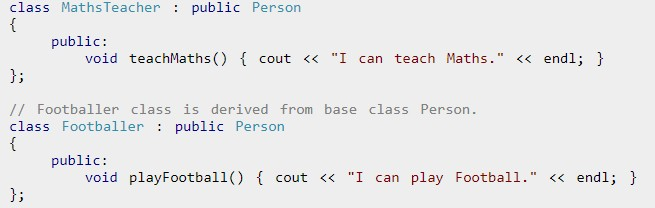 class MathsTeacher : public Person
{
public:
void teachMaths() { cout << "I can teach Maths." << endl; }
};
// Footballer class is derived from base class Person.
class Footballer : public Person
{
public:
void playFootball() { cout << "I can play Football." << endl; }
};